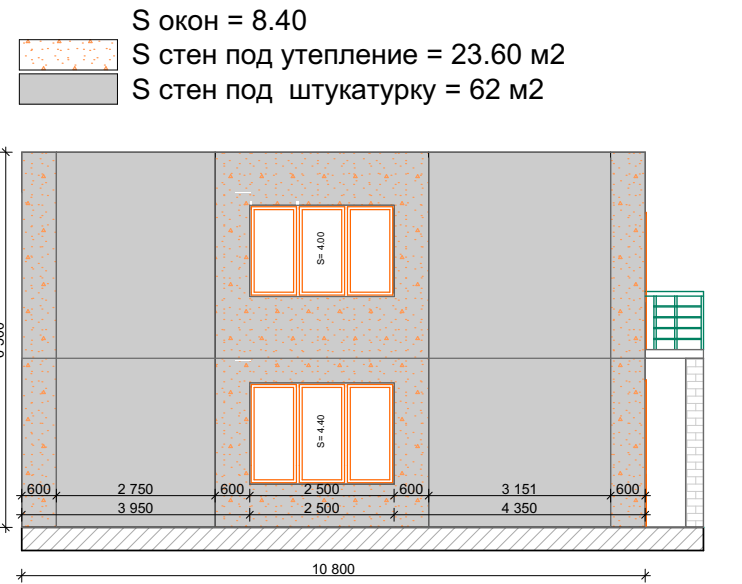 S окон = 8.40
S стен под утепление = 23.60 м2
S стен под штукатурку = 62 м2
S= 4.00
S= 4.40
600 2 750 600 2 500 600 3 151 600
3 950 2 500 4 350
10 800